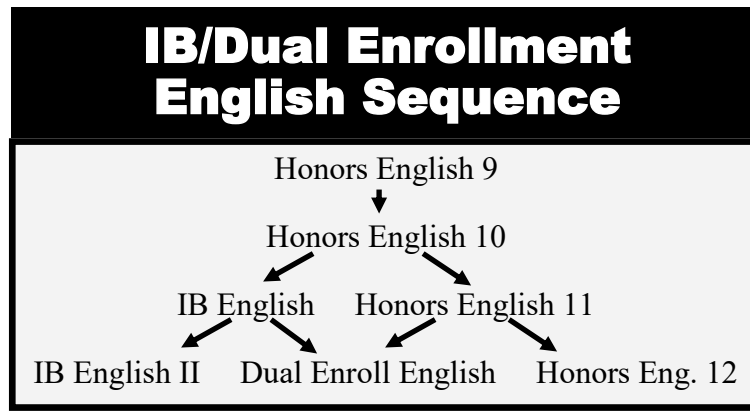 IB/Dual Enrollment
English Sequence
Honors English 9
Honors English 10
IB English Honors English 11
IB English II Dual Enroll English Honors Eng. 12